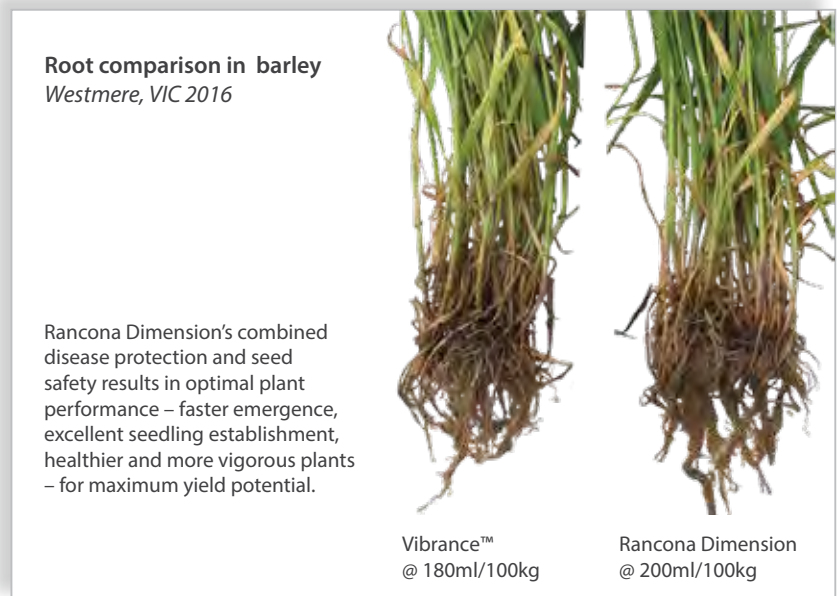 Root comparison in barley
Westmere, VIC 2016
Rancona Dimension's combined
disease protection and seed
safety results in optimal plant
performance – faster emergence,
excellent seedling establishment,
healthier and more vigorous plants
– for maximum yield potential.
Vibrance™
@ 180ml/100kg
Rancona Dimension
@ 200ml/100kg